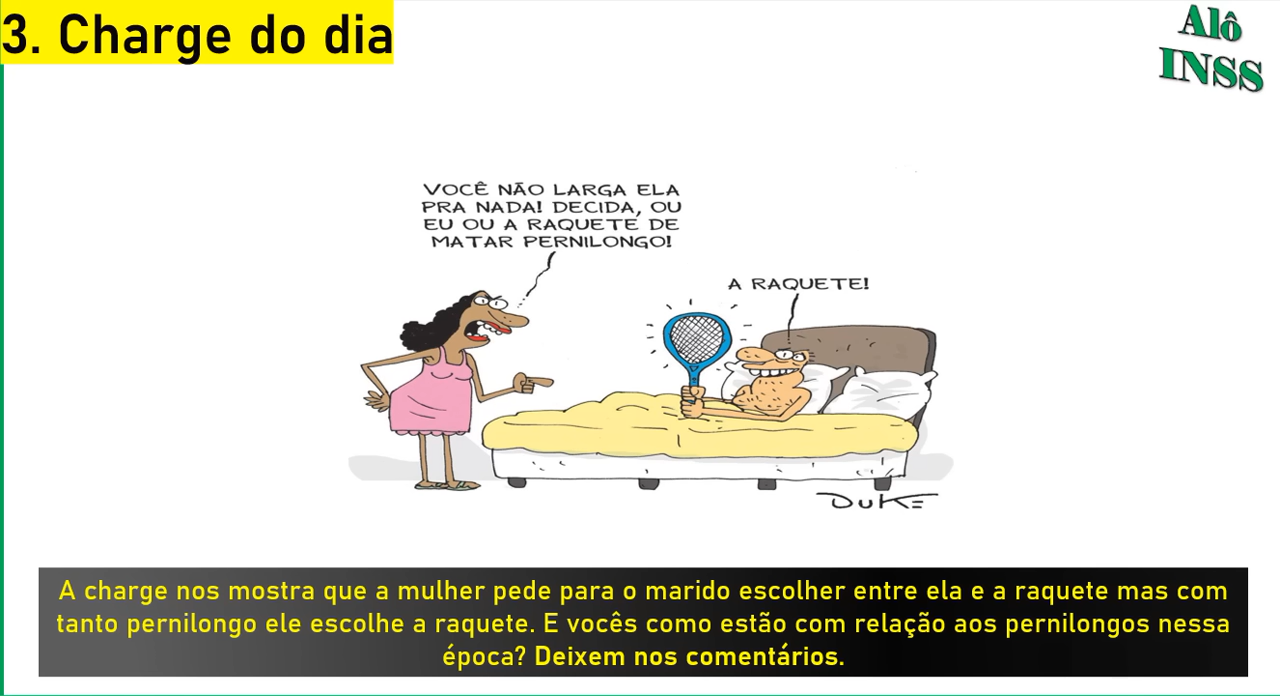 3. Charge do dia
Alô
INSS
VOCÊ NÃO LARGA ELA
PRA NADA! DECIDA, OU
EU OU A RAQUETE DE
MATAR PERNILONGO!
A RAQUETE!
DUKE
A charge nos mostra que a mulher pede para o marido escolher entre ela e a raquete mas com
tanto pernilongo ele escolhe a raquete. E vocês como estão com relação aos pernilongos nessa
época? Deixem nos comentários.